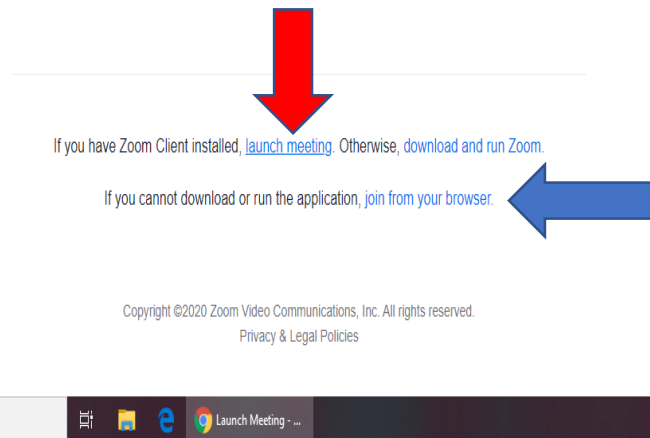 If you have Zoom Client installed, launch meeting. Otherwise, download and run Zoom.
If you cannot download or run the application, join from your browser.
Copyright ©2020 Zoom Video Communications, Inc. All rights reserved.
Privacy & Legal Policies
Launch Meeting - ...